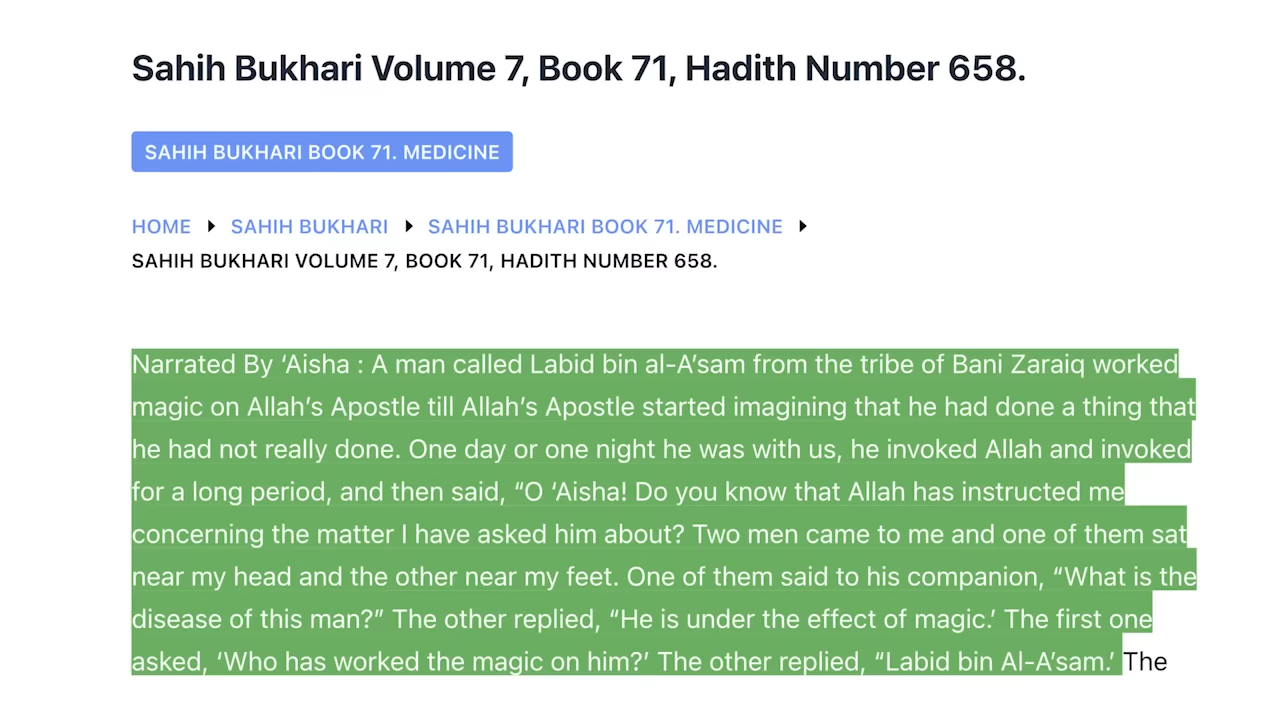 Sahih Bukhari Volume 7, Book 71, Hadith Number 658.
SAHIH BUKHARI BOOK 71. MEDICINE
HOME SAHIH BUKHARI SAHIH BUKHARI BOOK 71. MEDICINE
SAHIH BUKHARI VOLUME 7, BOOK 71, HADITH NUMBER 658.
Narrated By ‘Aisha : A man called Labid bin al-A’sam from the tribe of Bani Zaraiq worked
magic on Allah’s Apostle till Allah’s Apostle started imagining that he had done a thing that
he had not really done. One day or one night he was with us, he invoked Allah and invoked
for a long period, and then said, “O ‘Aisha! Do you know that Allah has instructed me
concerning the matter I have asked him about? Two men came to me and one of them sat
near my head and the other near my feet. One of them said to his companion, “What is the
disease of this man?” The other replied, “He is under the effect of magic.’ The first one
asked, ‘Who has worked the magic on him?’ The other replied, “Labid bin Al-A’sam.’ The